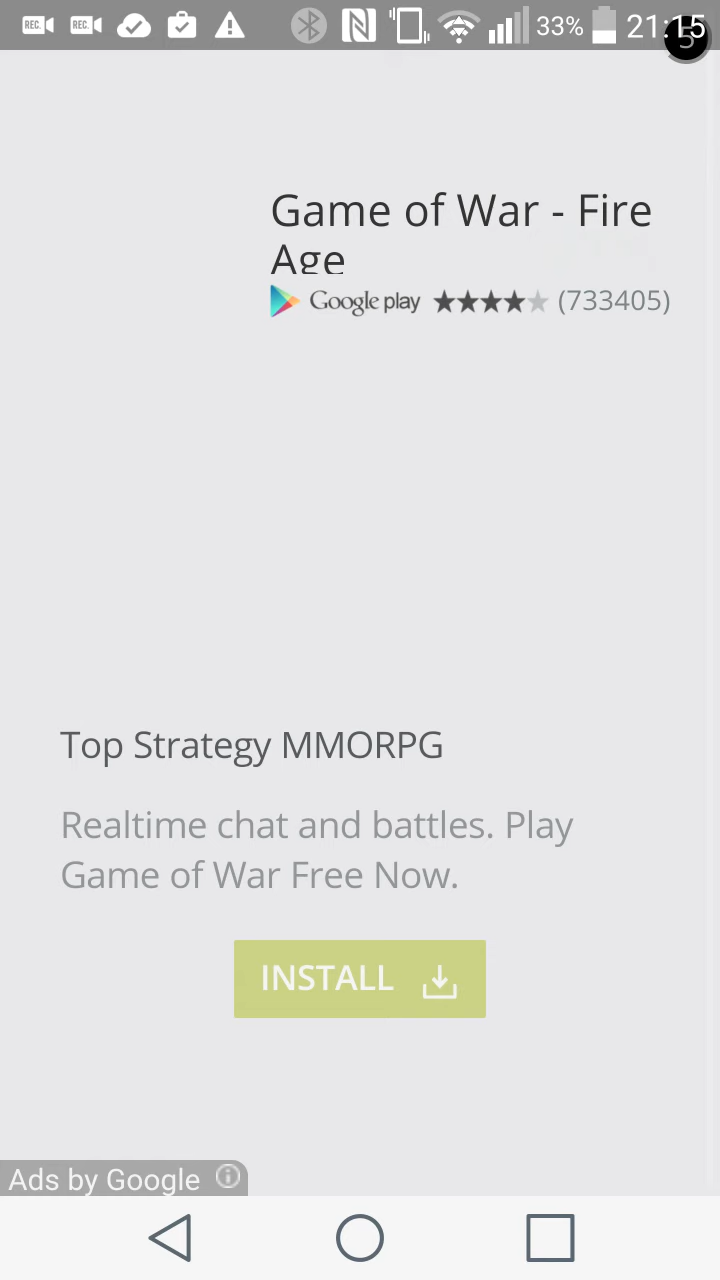 REC. REC. 33% 21:15
5
Game of War - Fire
Age
Google play (733405)
Top Strategy MMORPG
Realtime chat and battles. Play
Game of War Free Now.
INSTALL
Ads by Google